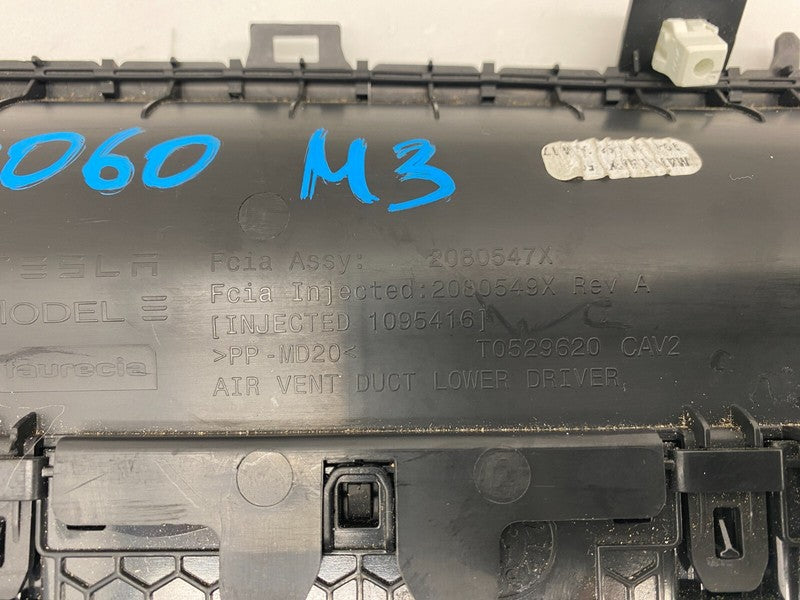 060 M3
TESLA
MODEL Ξ
faurecia
Fcia Assy: 2080547X
Fcia Injected:2080549X Rev A
[INJECTED 1095416]
>PP-MD20< T0529620 CAV2
AIR VENT DUCT LOWER DRIVER,